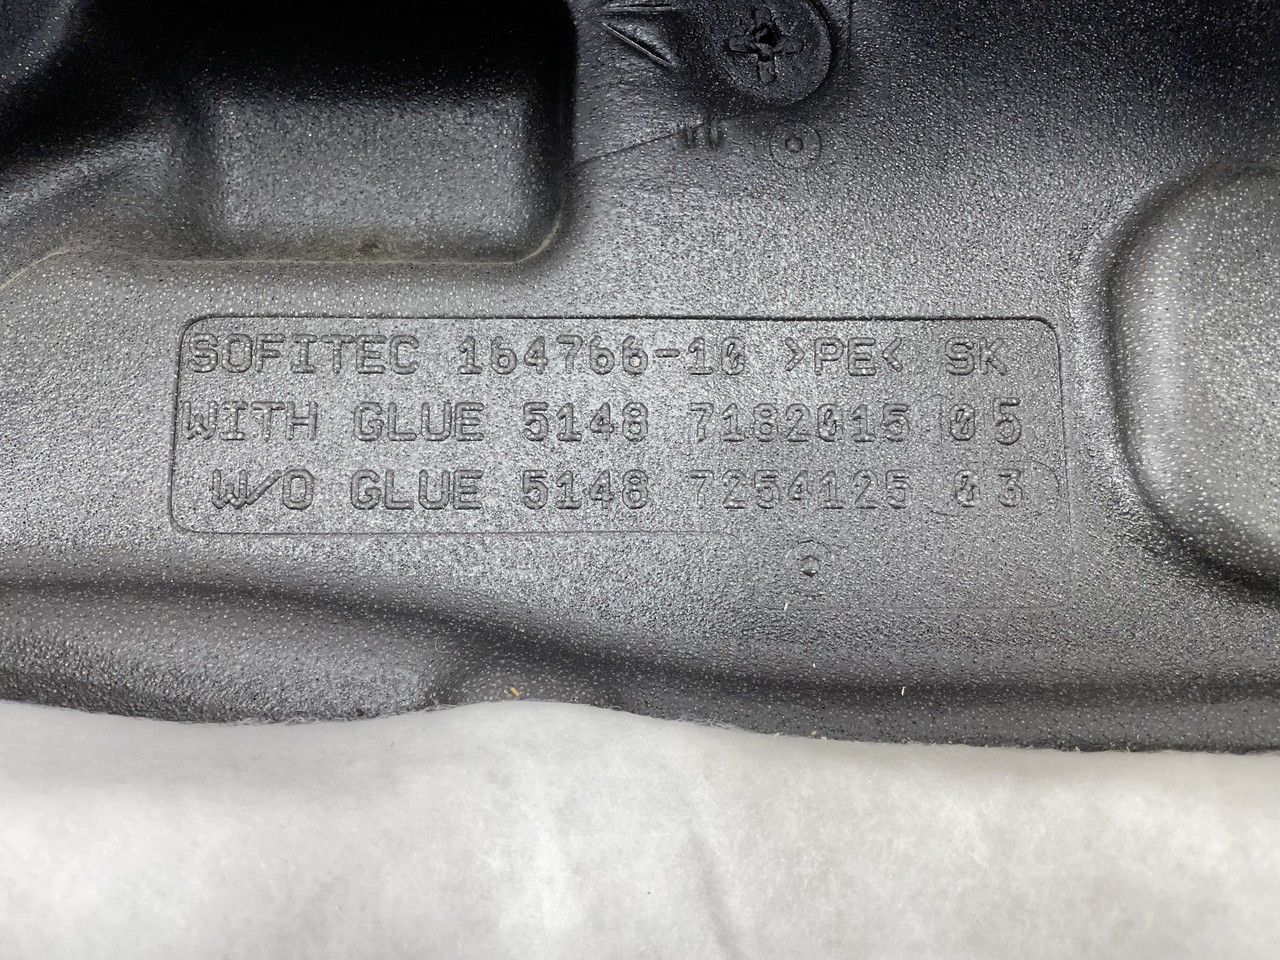 SOFITEC 164766-10 >PE< SK
WITH GLUE 5148 7182015 05
W/O GLUE 5148 7254125 03